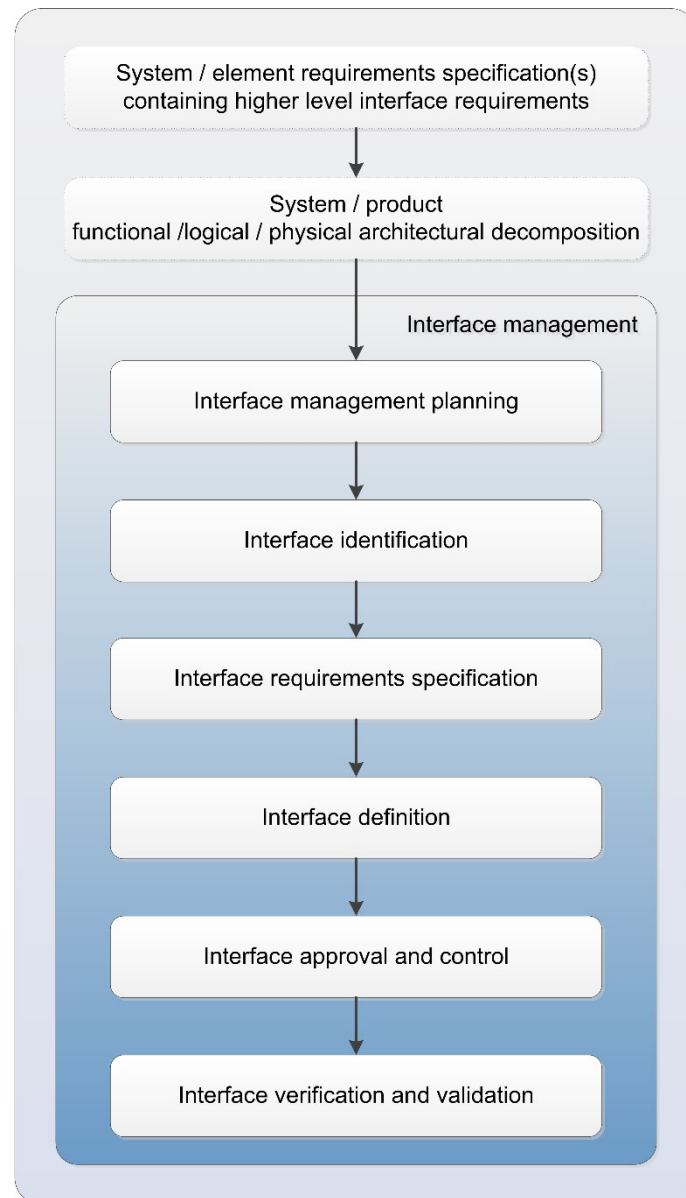 System / element requirements specification(s)
containing higher level interface requirements
System / product
functional /logical / physical architectural decomposition
Interface management
Interface management planning
Interface identification
Interface requirements specification
Interface definition
Interface approval and control
Interface verification and validation